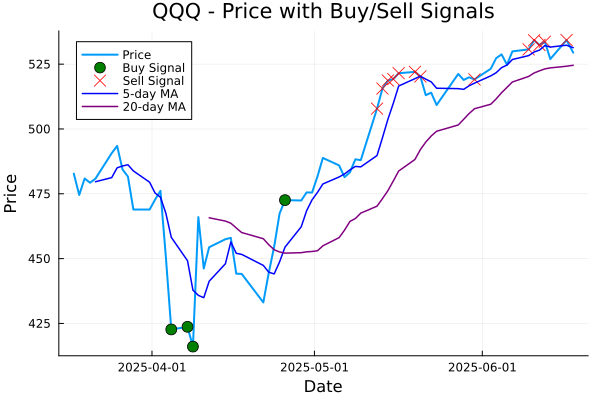 QQQ - Price with Buy/Sell Signals
Price
Buy Signal
Sell Signal
5-day MA
20-day MA
525
500
475
450
425
Price
2025-04-01
2025-05-01
2025-06-01
Date